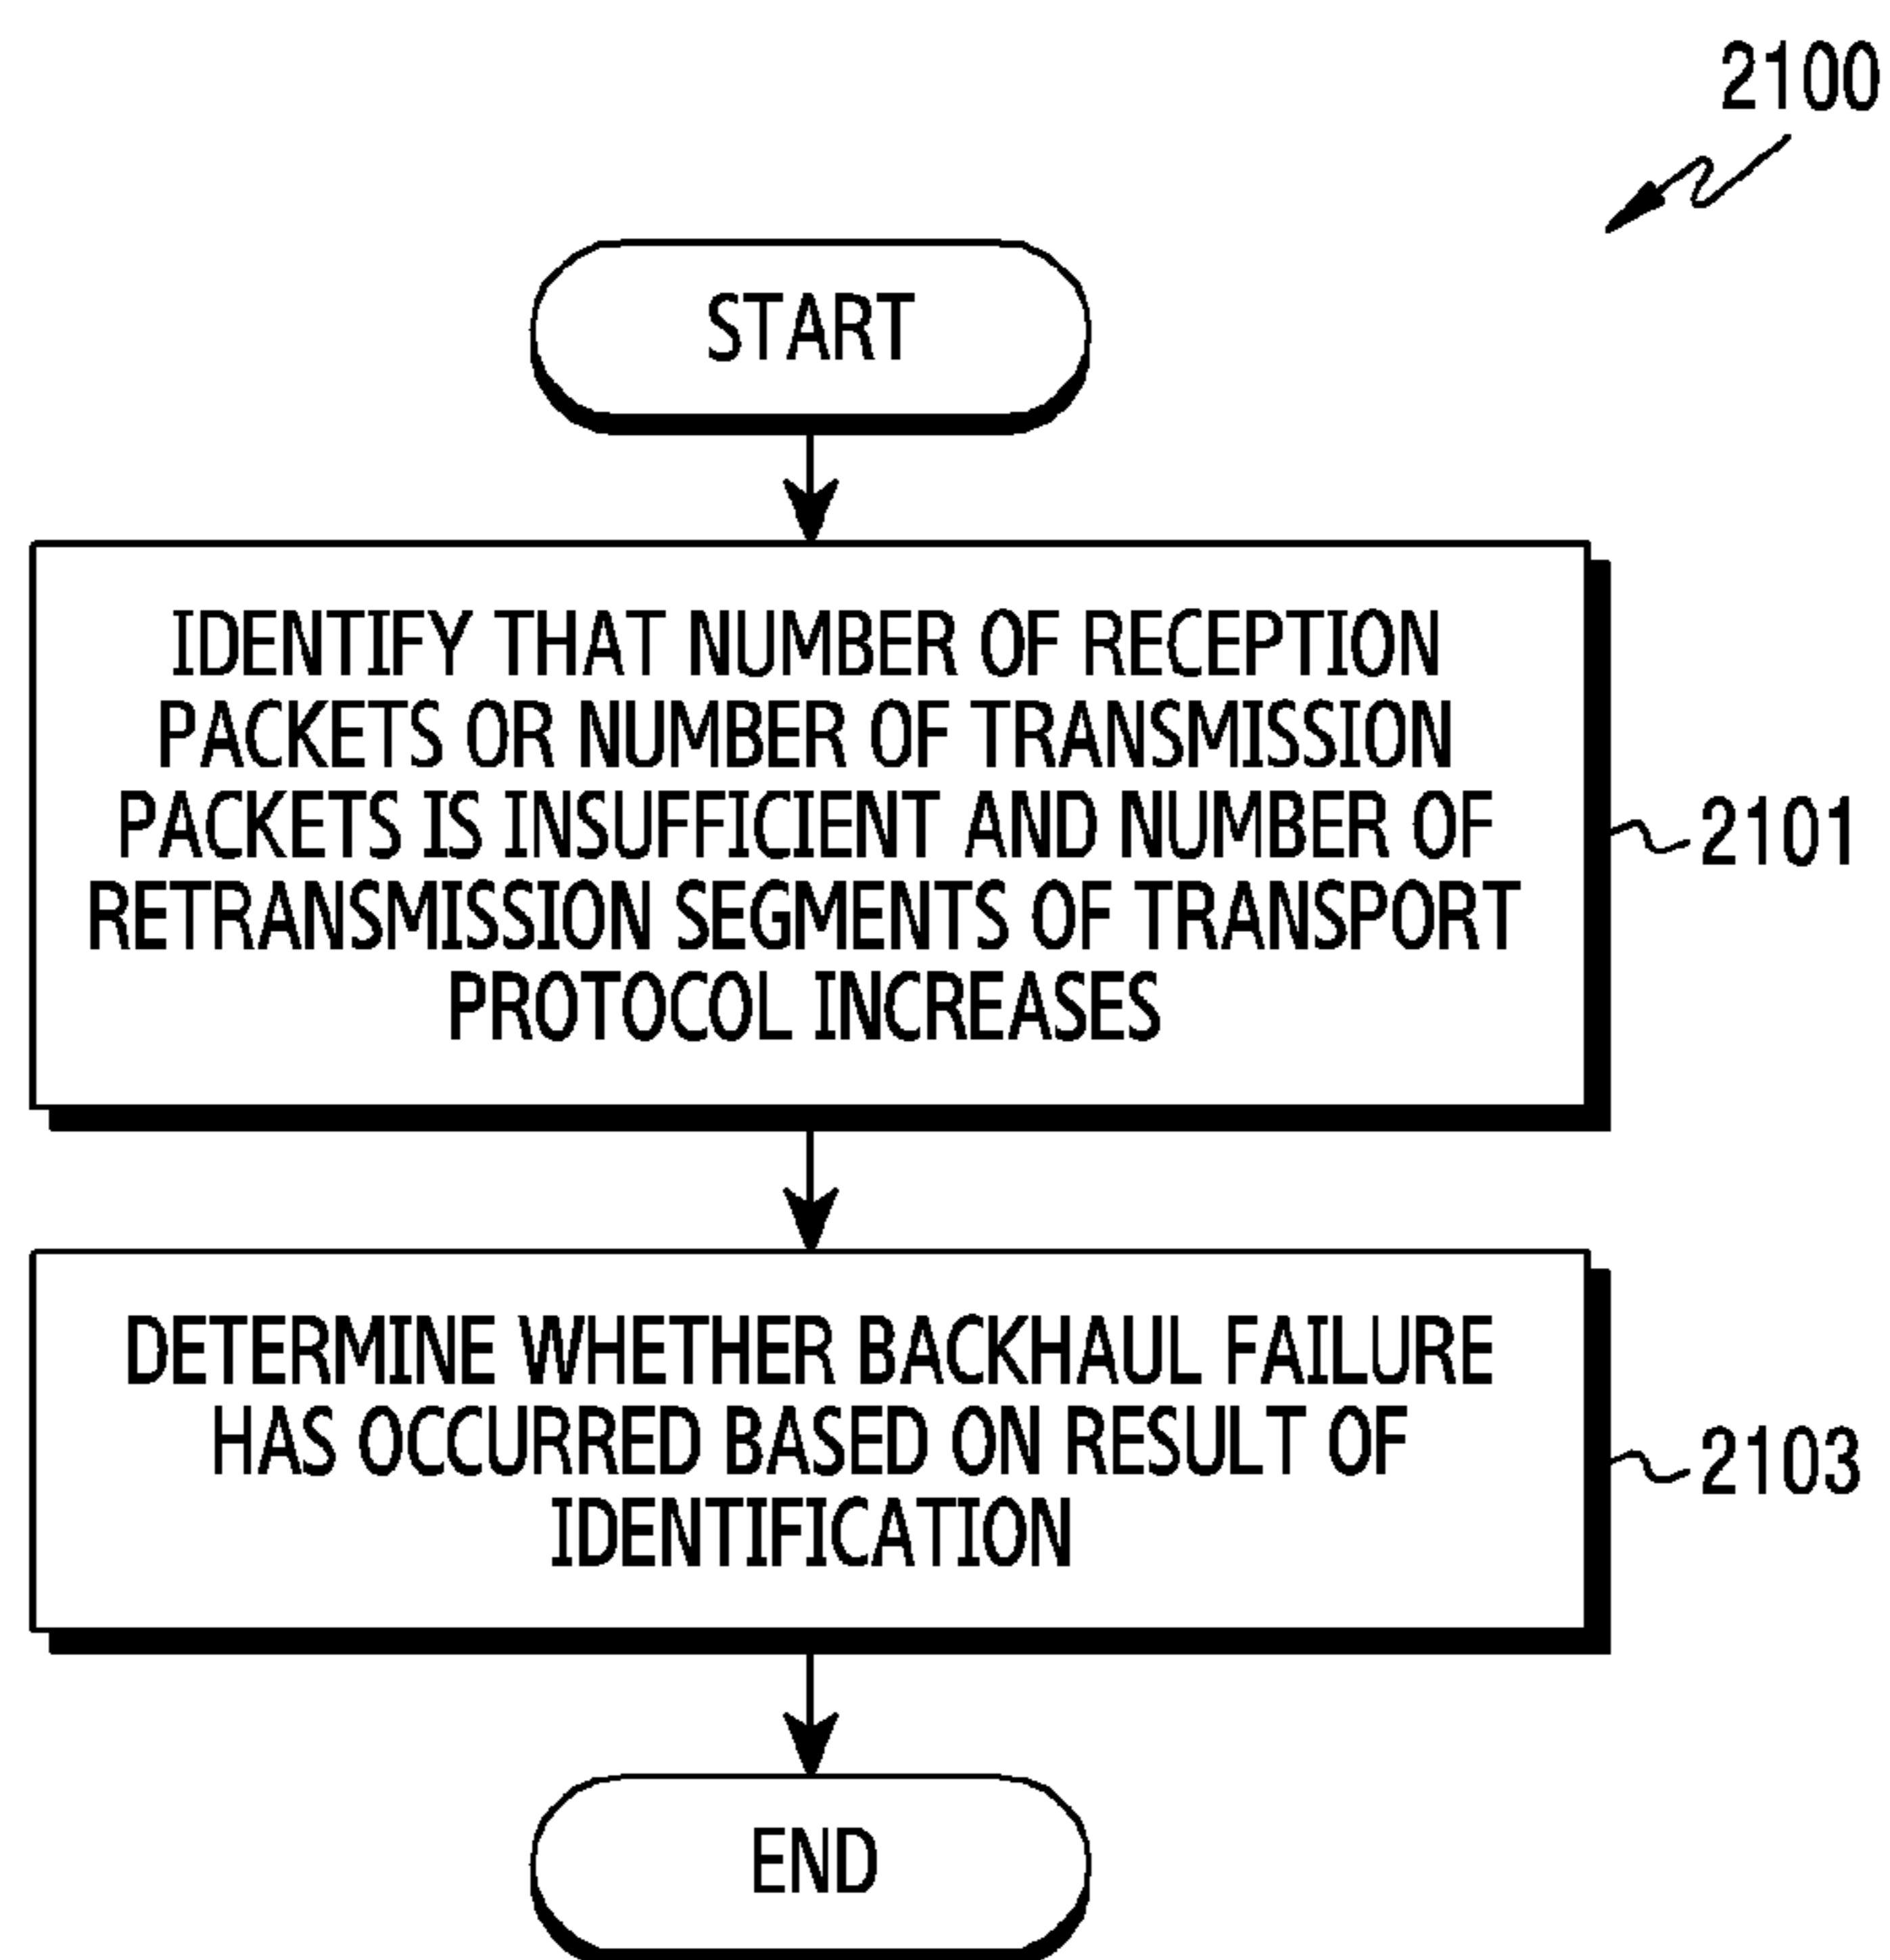 2100
START
IDENTIFY THAT NUMBER OF RECEPTION
PACKETS OR NUMBER OF TRANSMISSION
PACKETS IS INSUFFICIENT AND NUMBER OF
RETRANSMISSION SEGMENTS OF TRANSPORT
PROTOCOL INCREASES
2101
DETERMINE WHETHER BACKHAUL FAILURE
HAS OCCURRED BASED ON RESULT OF
IDENTIFICATION
2103
END